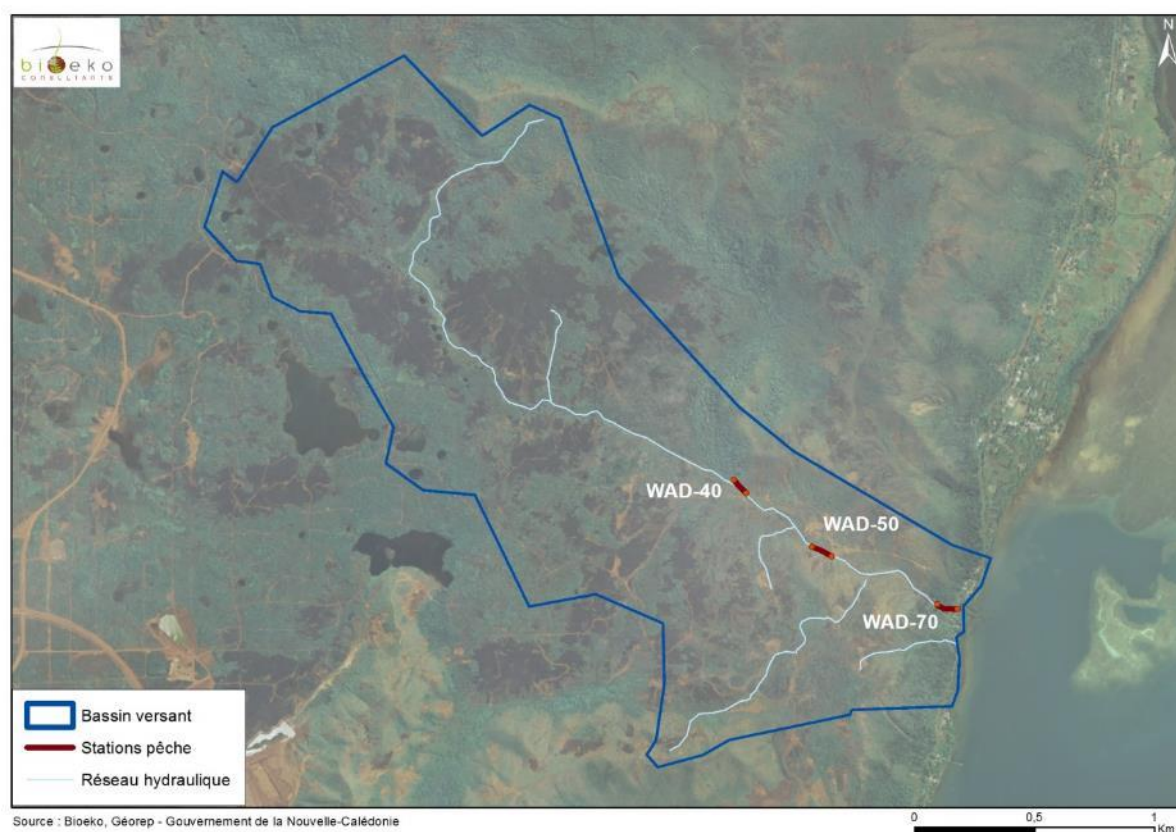 bioeko
CONSULTANTS
N
WAD-40
WAD-50
WAD-70
Bassin versant
Stations pêche
Réseau hydraulique
Source : Bioeko, Géorep - Gouvernement de la Nouvelle-Calédonie
0 0,5 1
Km